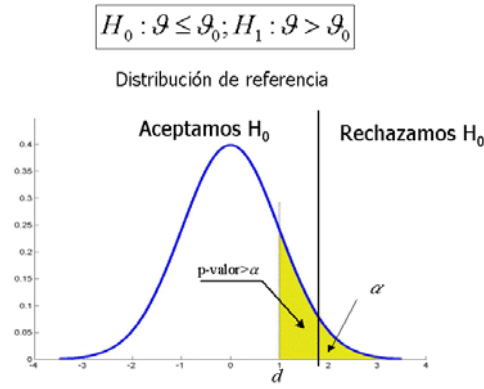 H₀ : ϑ ≤ ϑ₀; H₁ : ϑ > ϑ₀
Distribución de referencia
Aceptamos H₀
Rechazamos H₀
0.4
0.35
0.3
0.25
0.2
0.15
0.1
0.05
0
p-valor>α
α
-4 -3 -2 -1 0 1 2 3 4
d